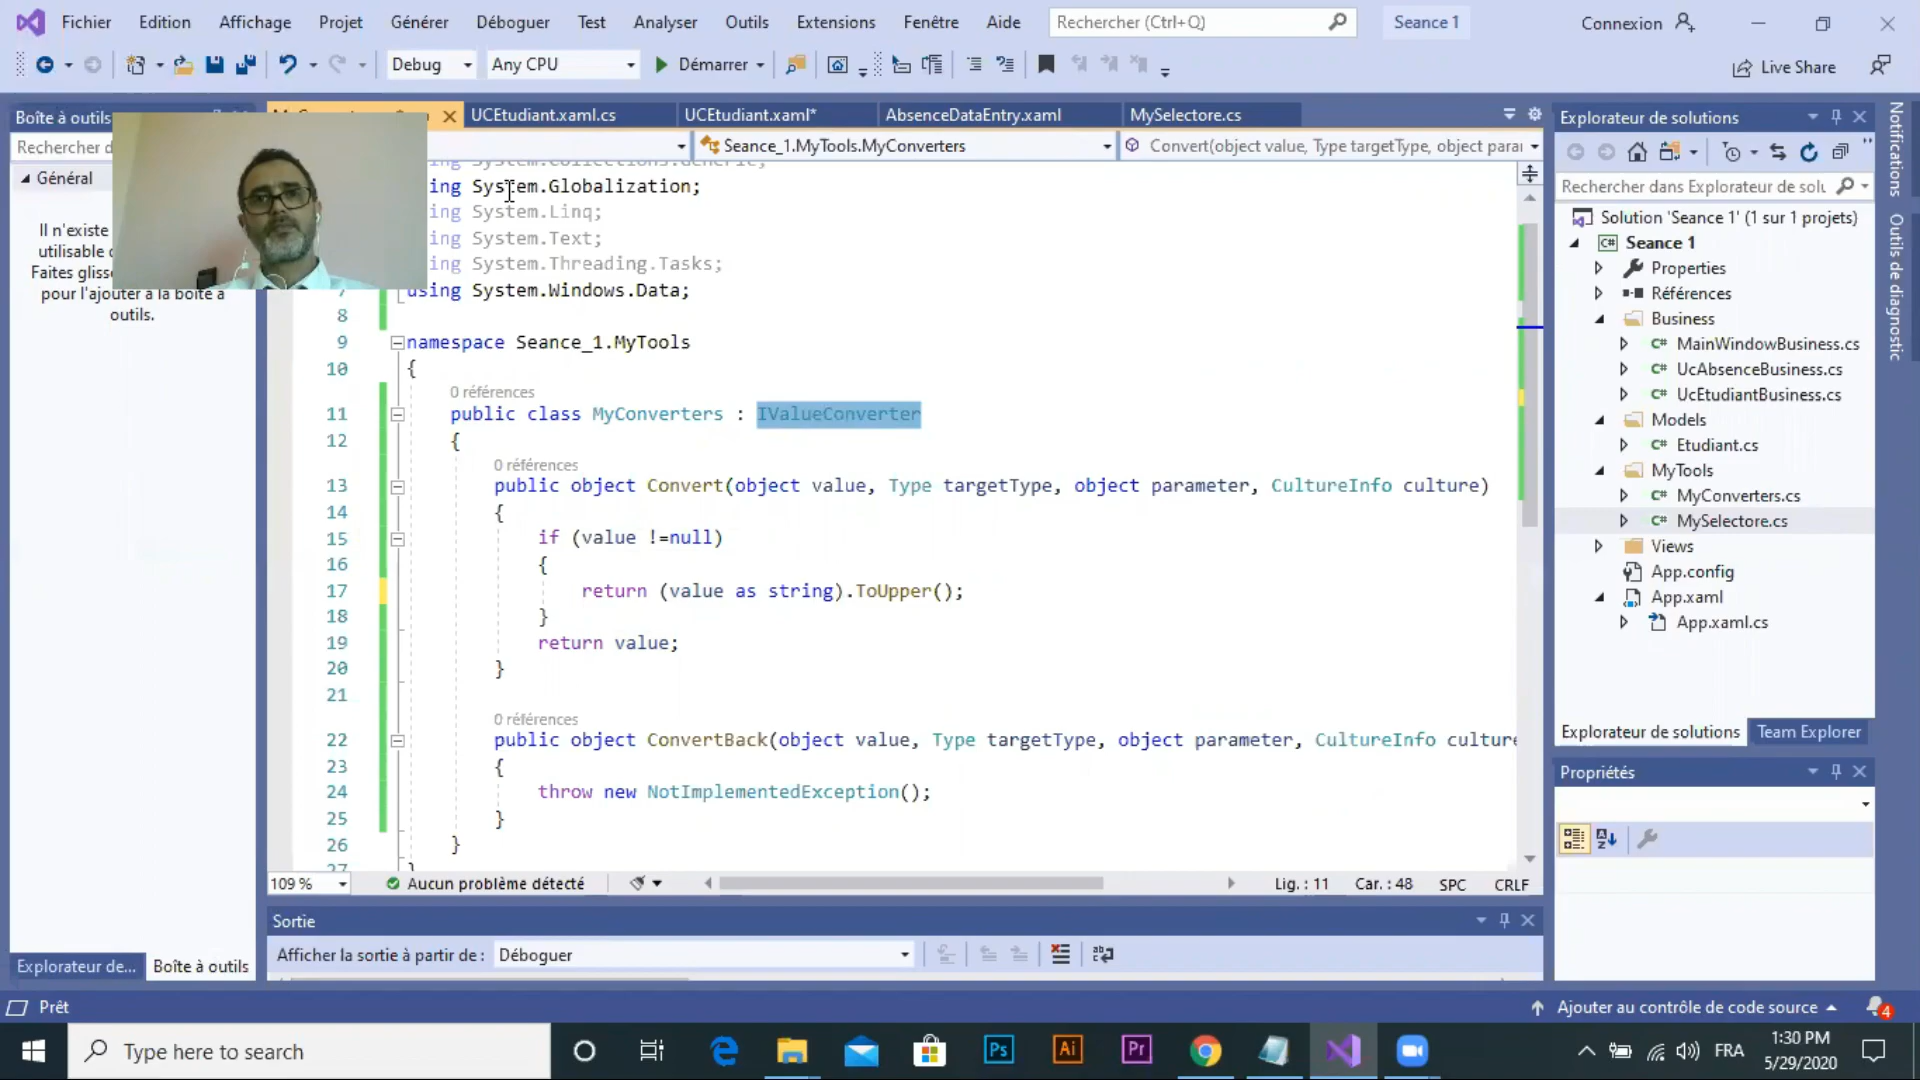 Fichier Edition Affichage Projet Générer Déboguer Test Analyser Outils Extensions Fenêtre Aide Rechercher (Ctrl+Q) Seance 1 Connexion
Debug Any CPU Démarrer Live Share
Boîte à outils
UCEtudiant.xaml.cs UCEtudiant.xaml* AbsenceDataEntry.xaml MySelectore.cs
Rechercher d
Seance_1.MyTools.MyConverters Convert(object value, Type targetType, object parar
Général
Il n'existe
utilisable
Faites gliss
pour l'ajouter à la boîte à
outils.
ing System.Collections.Generic;
ing System.Globalization;
ing System.Linq;
ing System.Text;
ing System.Threading.Tasks;
7 using System.Windows.Data;
8
9 namespace Seance_1.MyTools
10 {
0 références
11 public class MyConverters : IValueConverter
12 {
0 références
13 public object Convert(object value, Type targetType, object parameter, CultureInfo culture)
14 {
15 if (value !=null)
16 {
17 return (value as string).ToUpper();
18 }
19 return value;
20 }
21
0 références
22 public object ConvertBack(object value, Type targetType, object parameter, CultureInfo culture
23 {
24 throw new NotImplementedException();
25 }
26 }
27 }
109 % Aucun problème détecté Lig. : 11 Car. : 48 SPC CRLF
Sortie
Afficher la sortie à partir de : Déboguer
Explorateur de... Boîte à outils
Explorateur de solutions
Rechercher dans Explorateur de solu
Solution 'Seance 1' (1 sur 1 projets)
C# Seance 1
Properties
Références
Business
C# MainWindowBusiness.cs
C# UcAbsenceBusiness.cs
C# UcEtudiantBusiness.cs
Models
C# Etudiant.cs
MyTools
C# MyConverters.cs
C# MySelectore.cs
Views
App.config
App.xaml
App.xaml.cs
Explorateur de solutions Team Explorer
Propriétés
Notifications
Outils de diagnostic
Prêt Ajouter au contrôle de code source 4
Type here to search Ps Ai Pr FRA 1:30 PM
5/29/2020